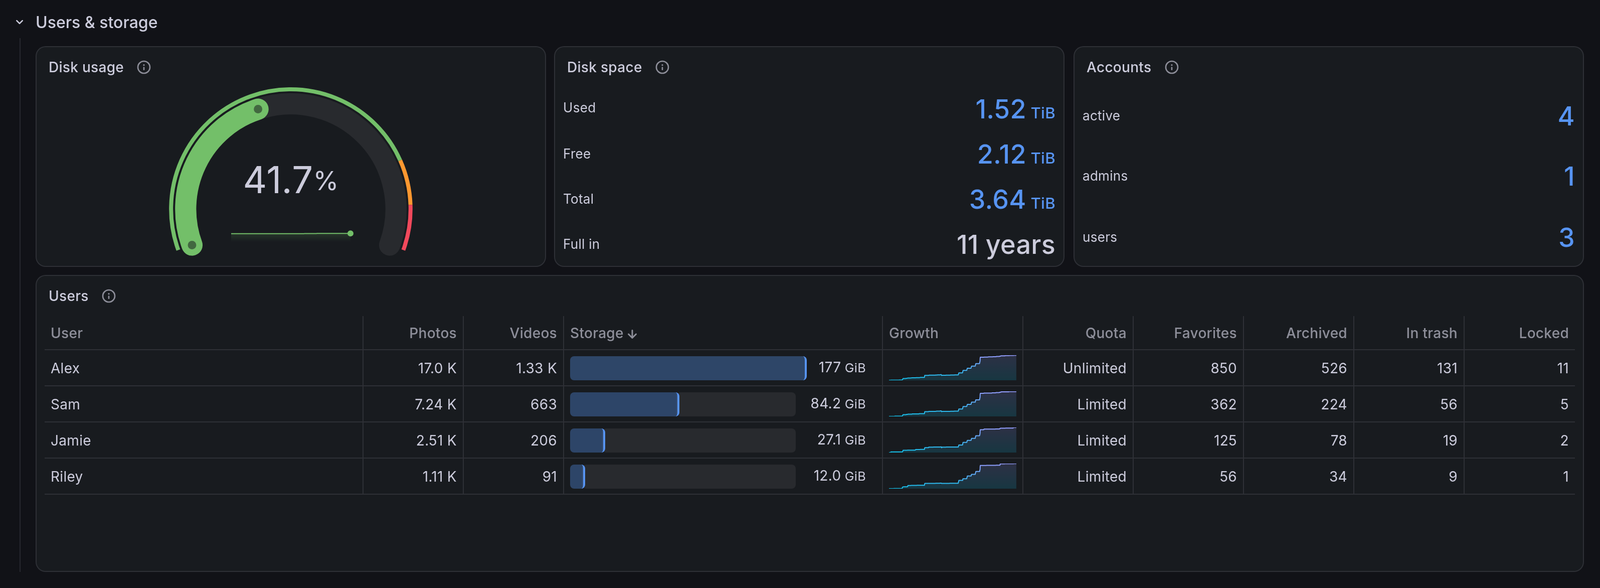 Users & storage
Disk usage
41.7%
Disk space
Used 1.52 TiB
Free 2.12 TiB
Total 3.64 TiB
Full in 11 years
Accounts
active 4
admins 1
users 3
Users
User Photos Videos Storage Growth Quota Favorites Archived In trash Locked
Alex 17.0 K 1.33 K 177 GiB Unlimited 850 526 131 11
Sam 7.24 K 663 84.2 GiB Limited 362 224 56 5
Jamie 2.51 K 206 27.1 GiB Limited 125 78 19 2
Riley 1.11 K 91 12.0 GiB Limited 56 34 9 1